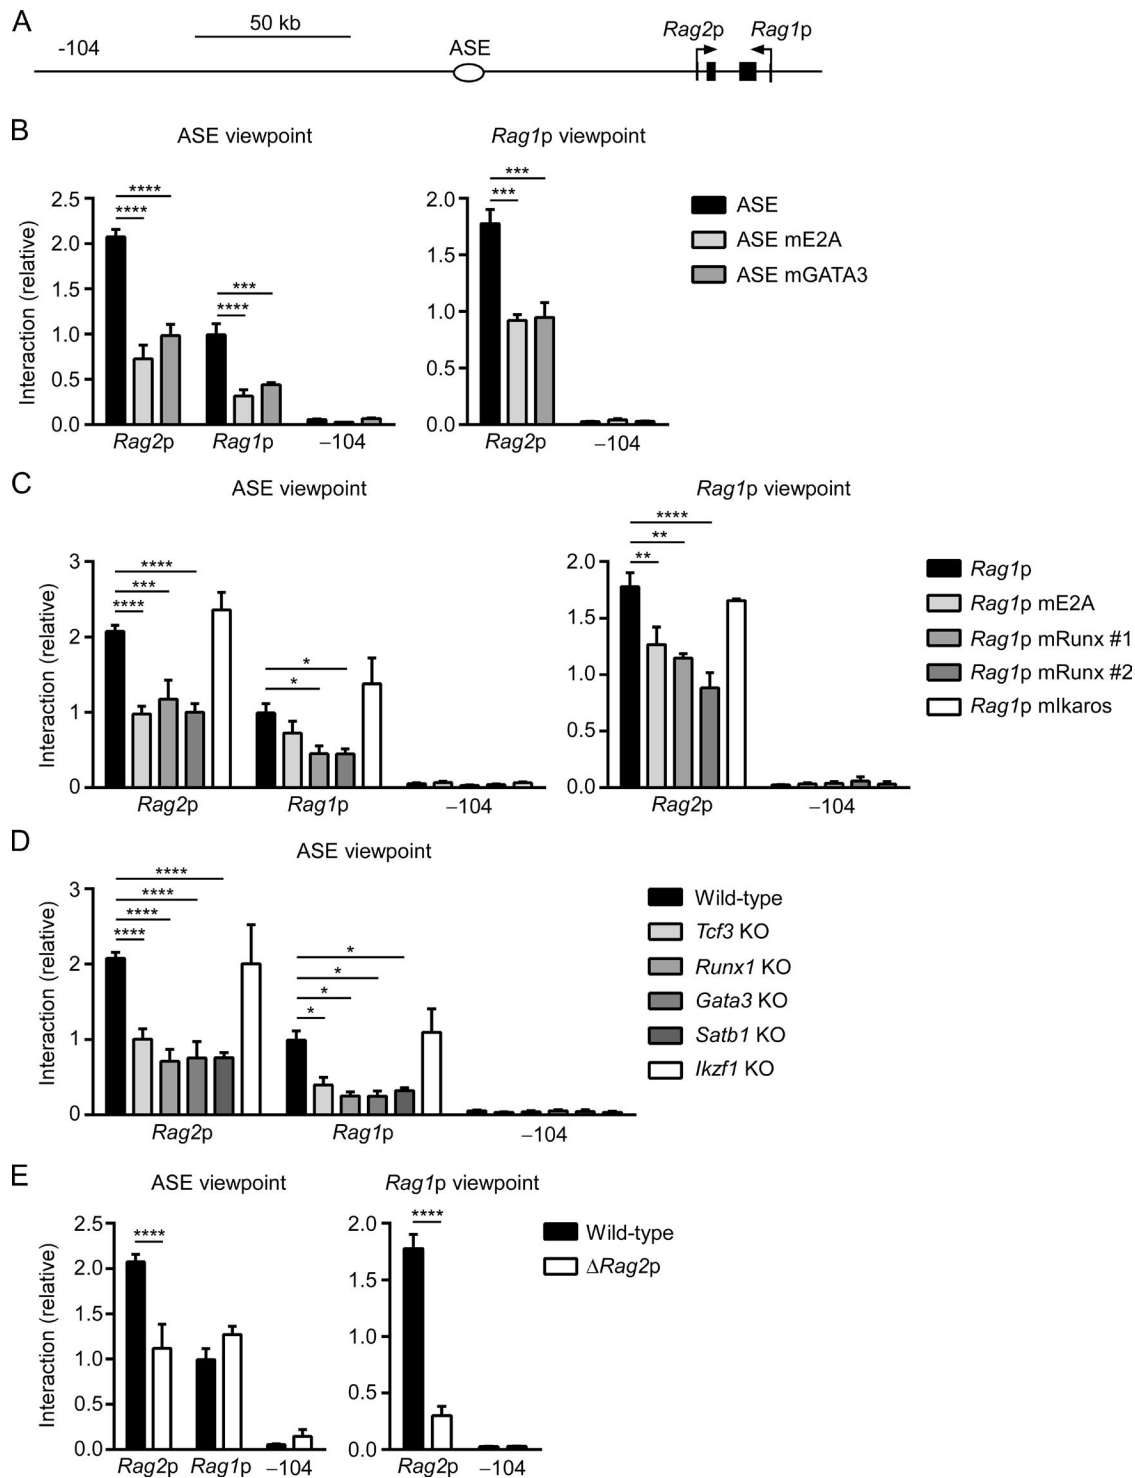 A
50 kb
-104
ASE
Rag2p
Rag1p
B
ASE viewpoint
Rag1p viewpoint
Interaction (relative)
2.5
2.0
1.5
1.0
0.5
0.0
****
****
***
****
Rag2p
Rag1p
–104
2.0
1.5
1.0
0.5
0.0
***
***
Rag2p
–104
ASE
ASE mE2A
ASE mGATA3
C
ASE viewpoint
Rag1p viewpoint
Interaction (relative)
3
2
1
0
****
***
****
*
*
Rag2p
Rag1p
–104
2.0
1.5
1.0
0.5
0.0
****
**
**
Rag2p
–104
Rag1p
Rag1p mE2A
Rag1p mRunx #1
Rag1p mRunx #2
Rag1p mIkaros
D
ASE viewpoint
Interaction (relative)
3
2
1
0
****
****
****
****
*
*
*
*
Rag2p
Rag1p
–104
Wild-type
Tcf3 KO
Runx1 KO
Gata3 KO
Satb1 KO
Ikzf1 KO
E
ASE viewpoint
Rag1p viewpoint
Interaction (relative)
2.5
2.0
1.5
1.0
0.5
0.0
****
Rag2p
Rag1p
–104
2.0
1.5
1.0
0.5
0.0
****
Rag2p
–104
Wild-type
ΔRag2p